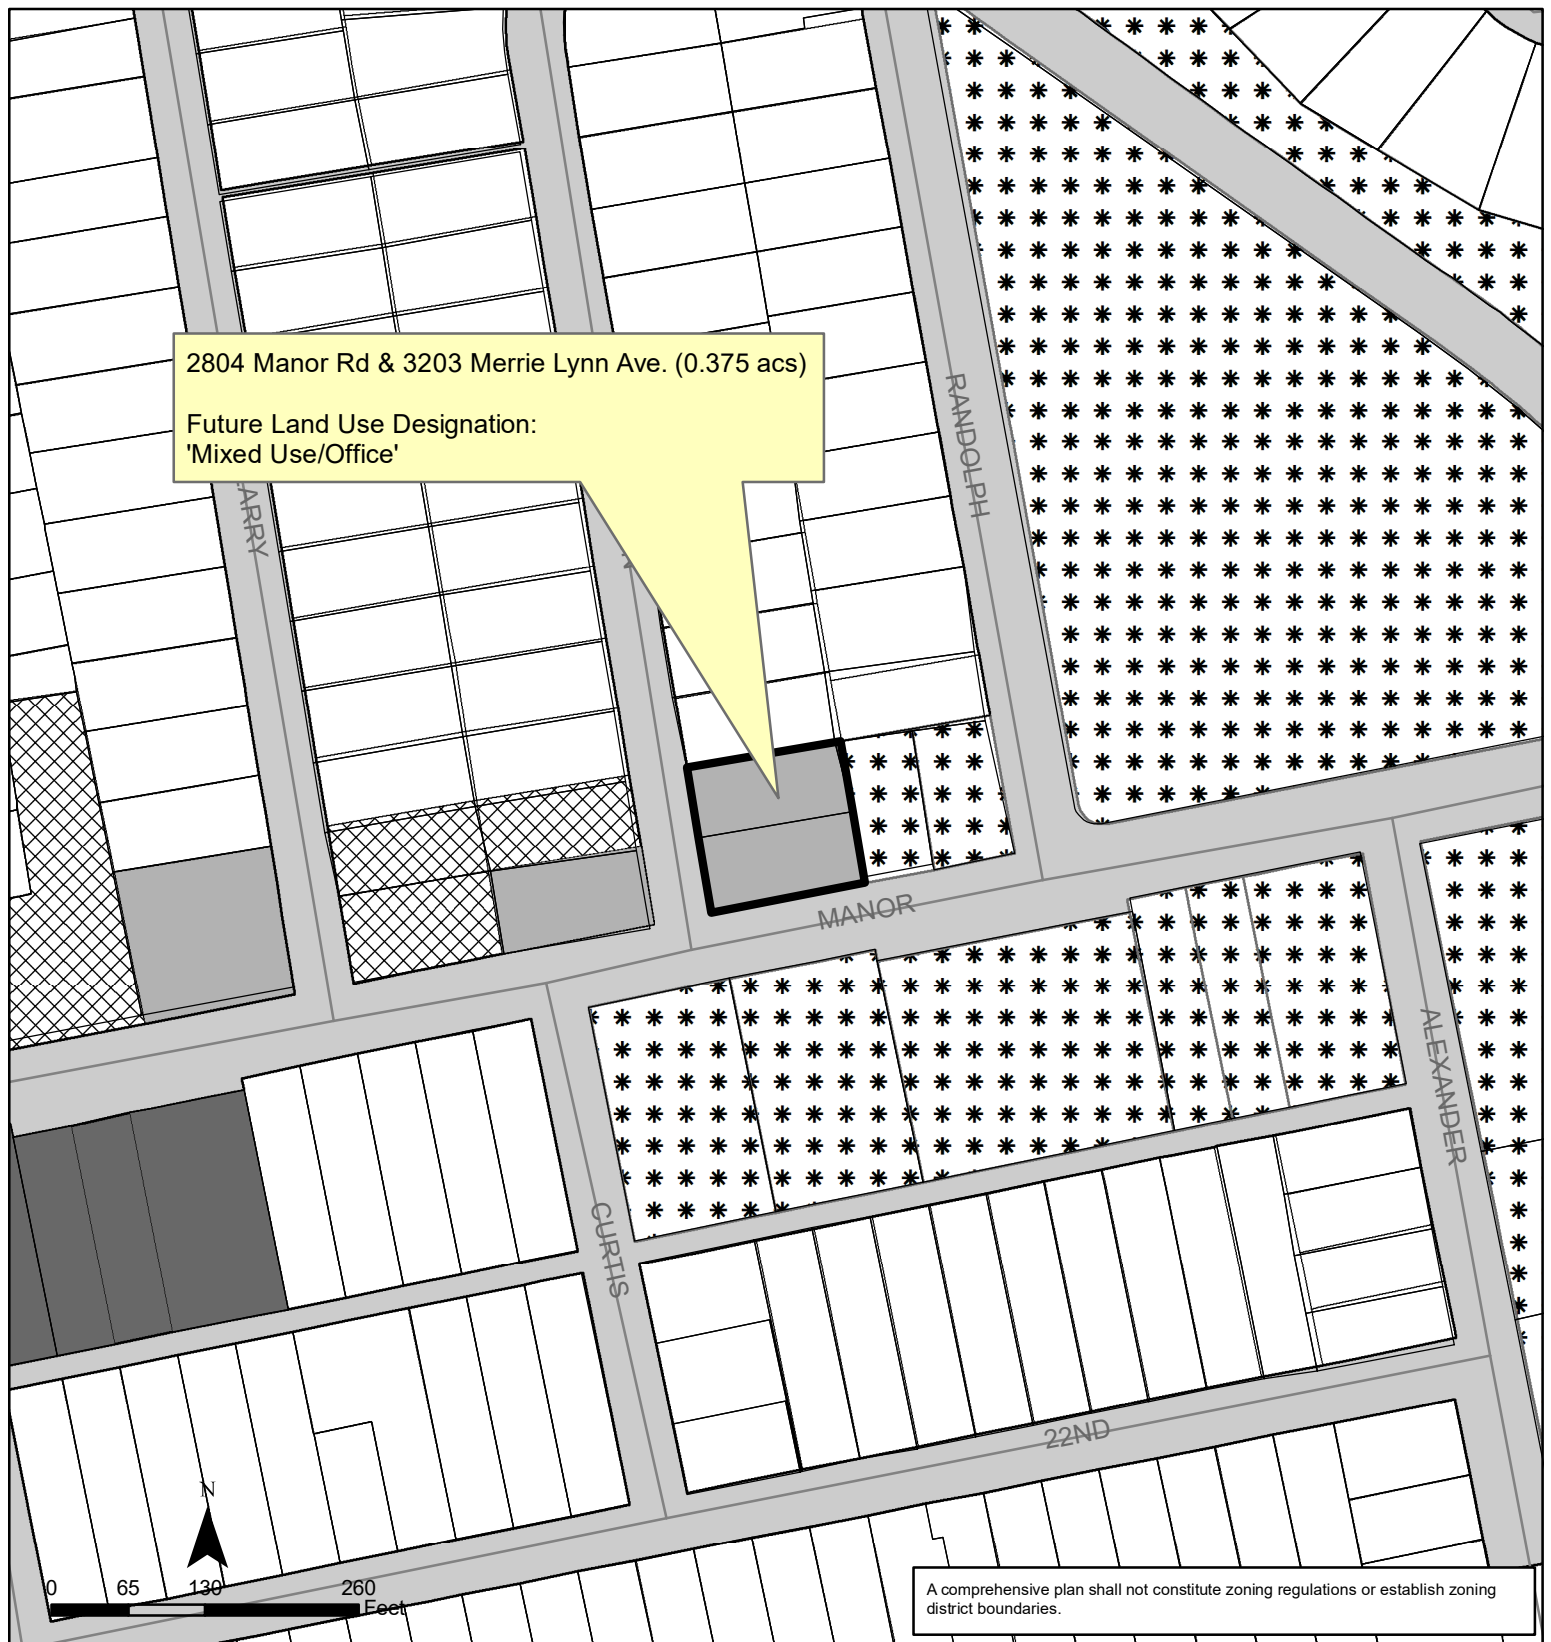 2804 Manor Rd & 3203 Merrie Lynn Ave. (0.375 acs)
Future Land Use Designation:
'Mixed Use/Office'
RANDOLPH
ARRY
MANOR
ALEXANDER
CURTIS
22ND
N
0 65 130 260
Feet
A comprehensive plan shall not constitute zoning regulations or establish zoning
district boundaries.